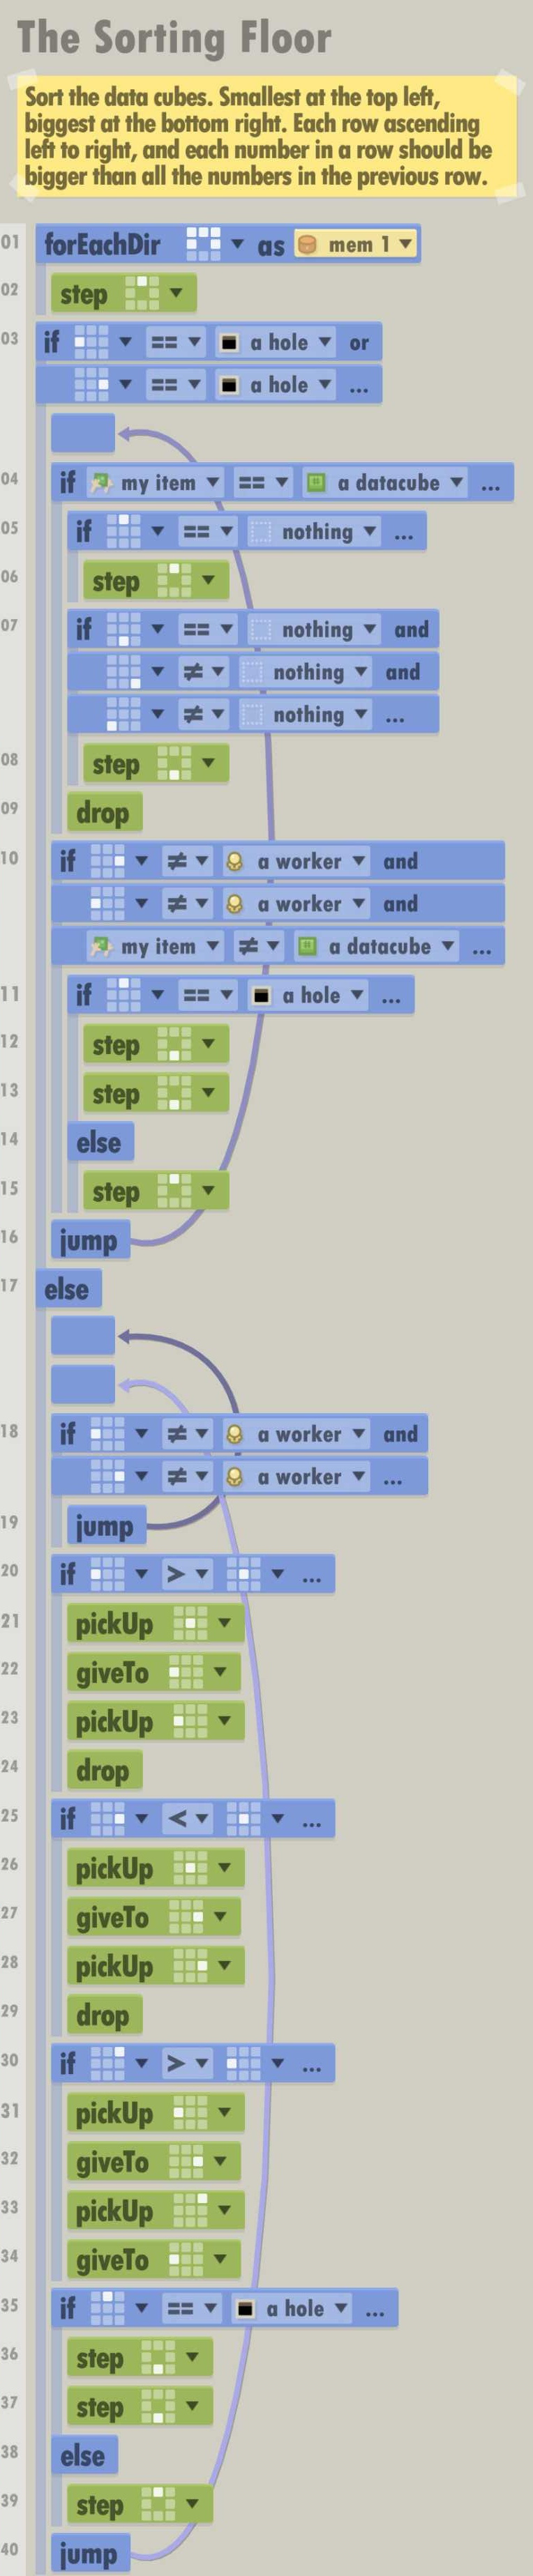 The Sorting Floor
Sort the data cubes. Smallest at the top left,
biggest at the bottom right. Each row ascending
left to right, and each number in a row should be
bigger than all the numbers in the previous row.
01 forEachDir as mem 1
02 step
03 if == a hole or
== a hole ...
04 if my item == a datacube ...
05 if == nothing ...
06 step
07 if == nothing and
≠ nothing and
≠ nothing ...
08 step
09 drop
10 if ≠ a worker and
≠ a worker and
my item ≠ a datacube ...
11 if == a hole ...
12 step
13 step
14 else
15 step
16 jump
17 else
18 if ≠ a worker and
≠ a worker ...
19 jump
20 if > ...
21 pickUp
22 giveTo
23 pickUp
24 drop
25 if < ...
26 pickUp
27 giveTo
28 pickUp
29 drop
30 if > ...
31 pickUp
32 giveTo
33 pickUp
34 giveTo
35 if == a hole ...
36 step
37 step
38 else
39 step
40 jump